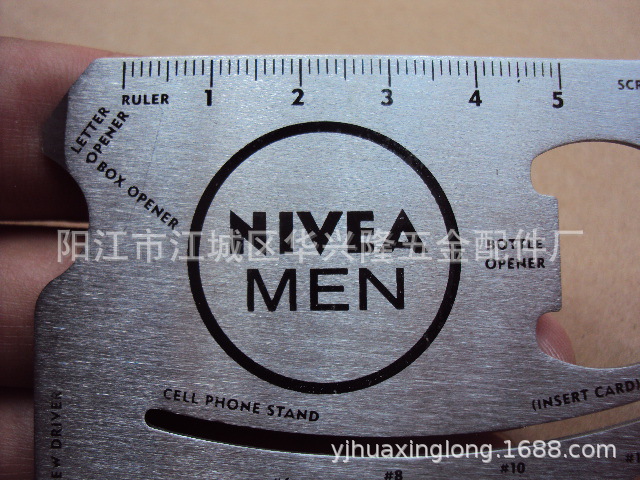 RULER 1 2 3 4 5
LETTER
OPENER
BOX OPENER
NIVEA
MEN
阳江市江城区华兴隆五金配件厂
BOTTLE
OPENER
CELL PHONE STAND
(INSERT CARD)
yjhuaxinglong.1688.com
#8
#10